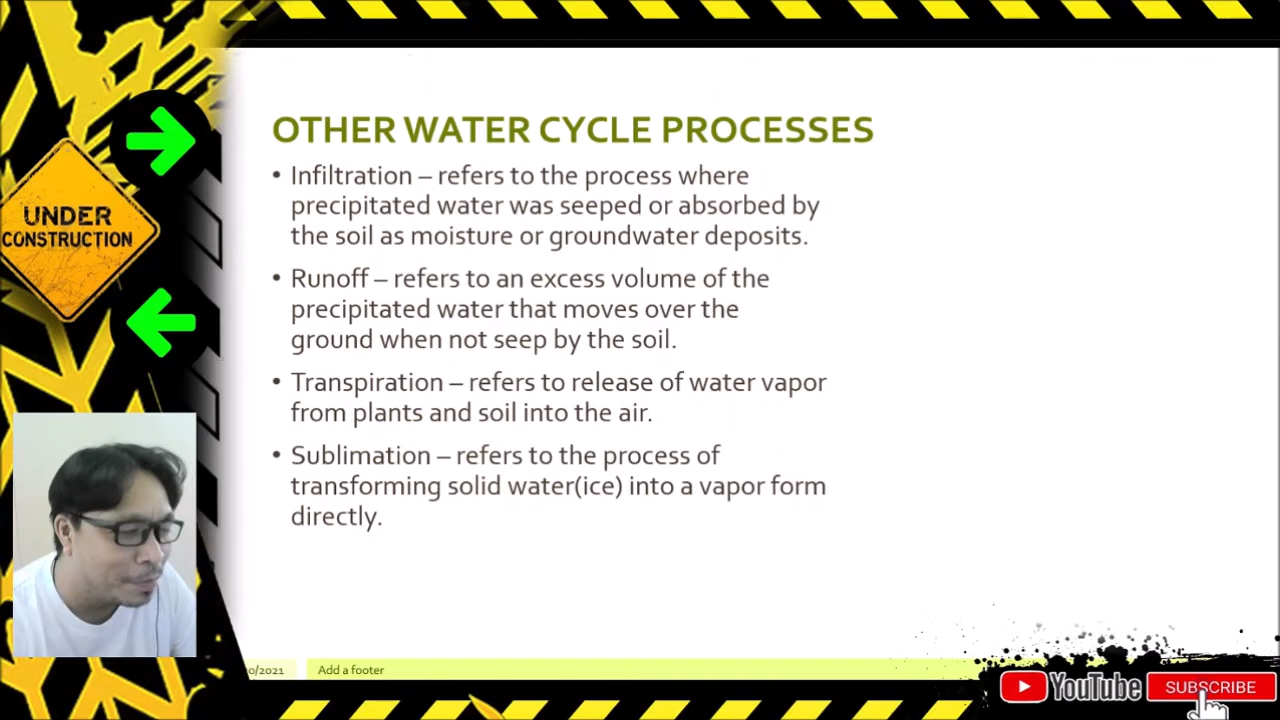 OTHER WATER CYCLE PROCESSES
• Infiltration – refers to the process where
precipitated water was seeped or absorbed by
the soil as moisture or groundwater deposits.
• Runoff – refers to an excess volume of the
precipitated water that moves over the
ground when not seep by the soil.
• Transpiration – refers to release of water vapor
from plants and soil into the air.
• Sublimation – refers to the process of
transforming solid water(ice) into a vapor form
directly.
UNDER
CONSTRUCTION
0/2021 Add a footer
YouTube SUBSCRIBE